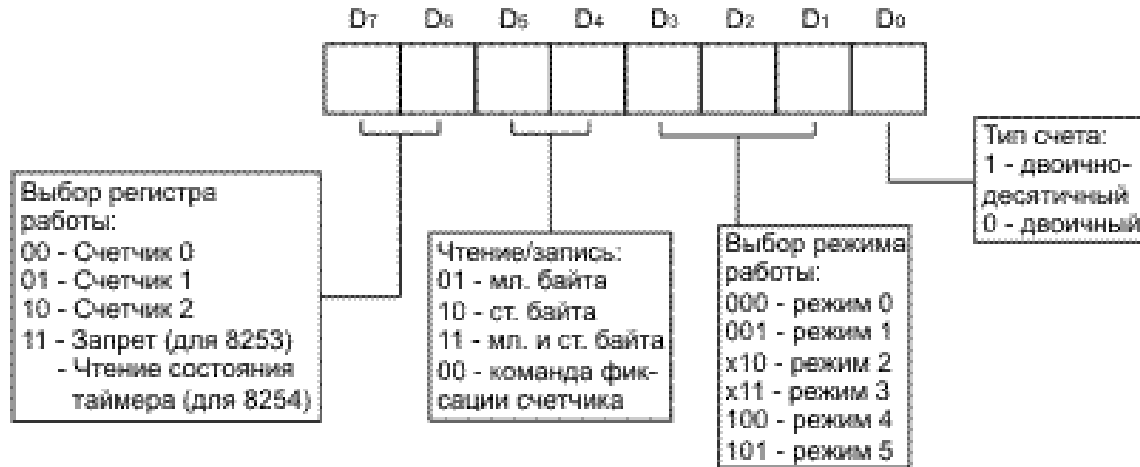 D7 D6 D5 D4 D3 D2 D1 D0
Тип счета:
1 - двоично-
десятичный
0 - двоичный
Выбор регистра
работы:
00 - Счетчик 0
01 - Счетчик 1
10 - Счетчик 2
11 - Запрет (для 8253)
- Чтение состояния
таймера (для 8254)
Чтение/запись:
01 - мл. байта
10 - ст. байта
11 - мл. и ст. байта
00 - команда фик-
сации счетчика
Выбор режима
работы:
000 - режим 0
001 - режим 1
x10 - режим 2
x11 - режим 3
100 - режим 4
101 - режим 5